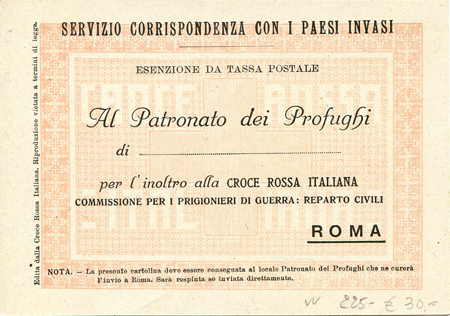 SERVIZIO CORRISPONDENZA CON I PAESI INVASI
ESENZIONE DA TASSA POSTALE
CROCE ROSSA
Al Patronato dei Profughi
di
per l'inoltro alla CROCE ROSSA ITALIANA
COMMISSIONE PER I PRIGIONIERI DI GUERRA: REPARTO CIVILI
ROMA
NOTA. – La presente cartolina deve essere consegnata al locale Patronato dei Profughi che ne curerà
l'invio a Roma. Sarà respinta se inviata direttamente.
Edita dalla Croce Rossa Italiana. Riproduzione vietata a termini di legge.
225- € 30,-